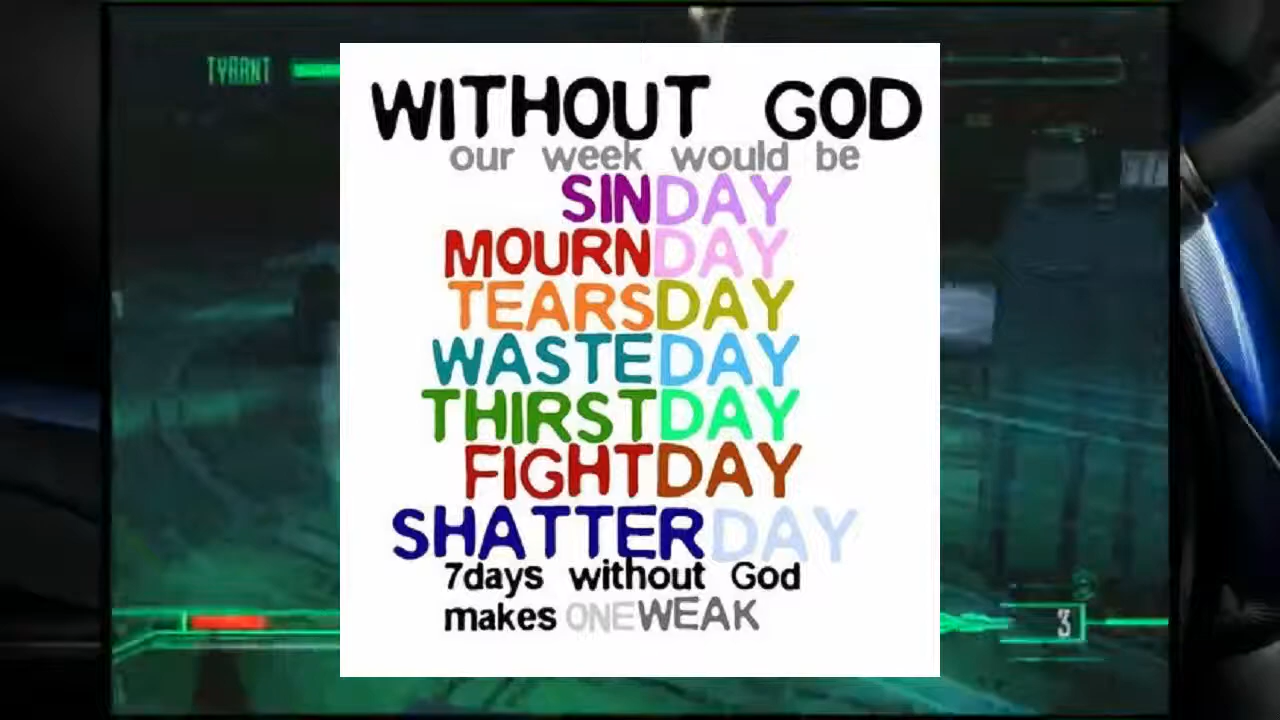 TYRANT
WITHOUT GOD
our week would be
SINDAY
MOURNDAY
TEARSDAY
WASTEDAY
THIRSTDAY
FIGHTDAY
SHATTERDAY
7days without God
makes ONEWEAK
3